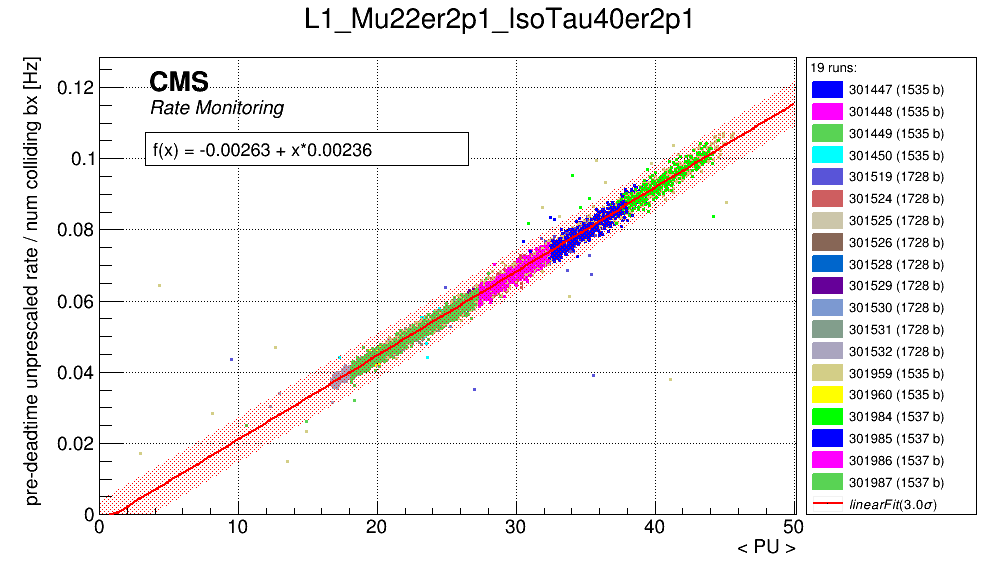 L1_Mu22er2p1_IsoTau40er2p1
pre-deadtime unprescaled rate / num colliding bx [Hz]
CMS
Rate Monitoring
f(x) = -0.00263 + x*0.00236
0.12
0.1
0.08
0.06
0.04
0.02
0
0 10 20 30 40 50
< PU >
19 runs:
301447 (1535 b)
301448 (1535 b)
301449 (1535 b)
301450 (1535 b)
301519 (1728 b)
301524 (1728 b)
301525 (1728 b)
301526 (1728 b)
301528 (1728 b)
301529 (1728 b)
301530 (1728 b)
301531 (1728 b)
301532 (1728 b)
301959 (1535 b)
301960 (1535 b)
301984 (1537 b)
301985 (1537 b)
301986 (1537 b)
301987 (1537 b)
linearFit(3.0σ)